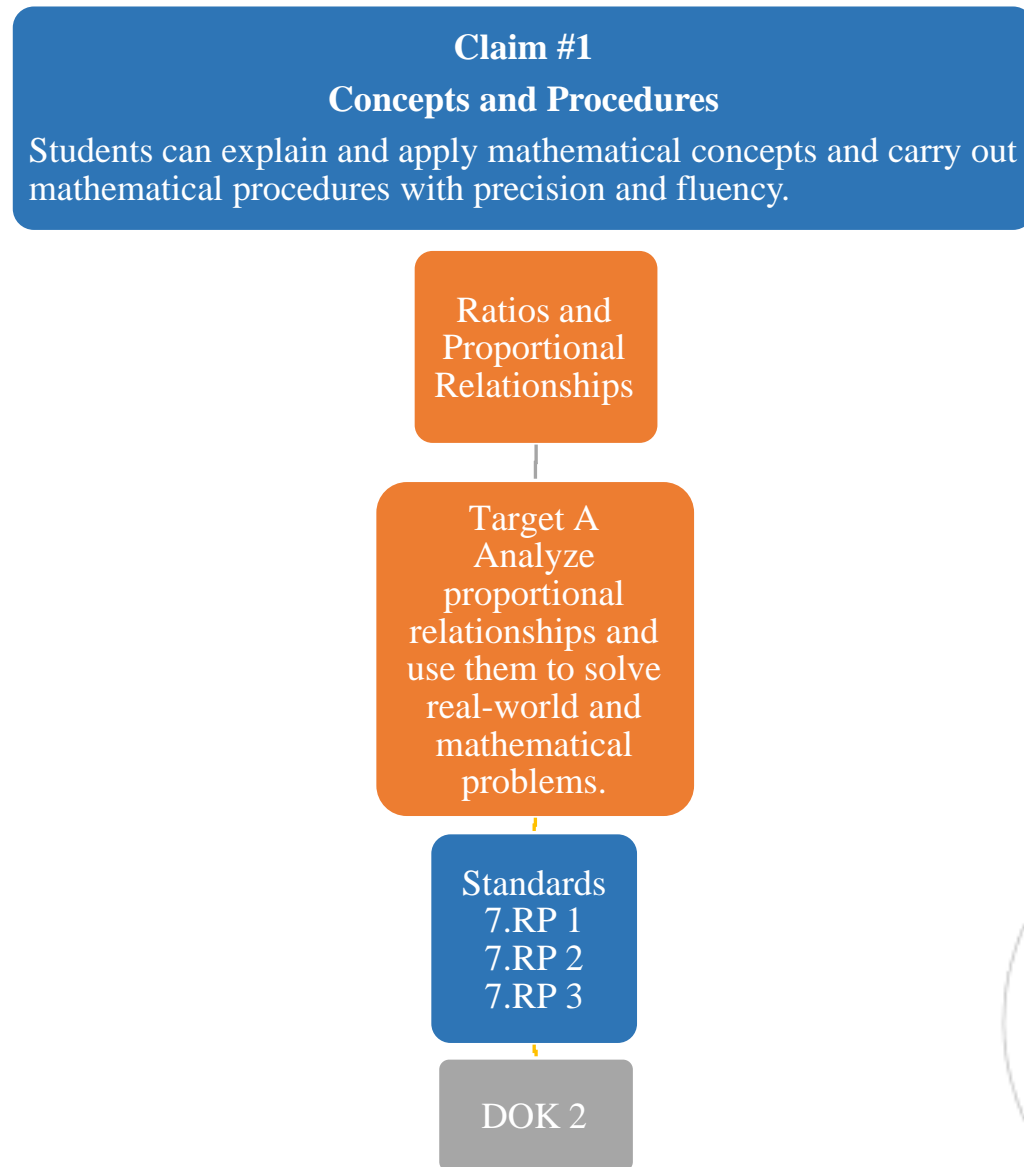 Claim #1
Concepts and Procedures
Students can explain and apply mathematical concepts and carry out
mathematical procedures with precision and fluency.
Ratios and
Proportional
Relationships
Target A
Analyze
proportional
relationships and
use them to solve
real-world and
mathematical
problems.
Standards
7.RP 1
7.RP 2
7.RP 3
DOK 2